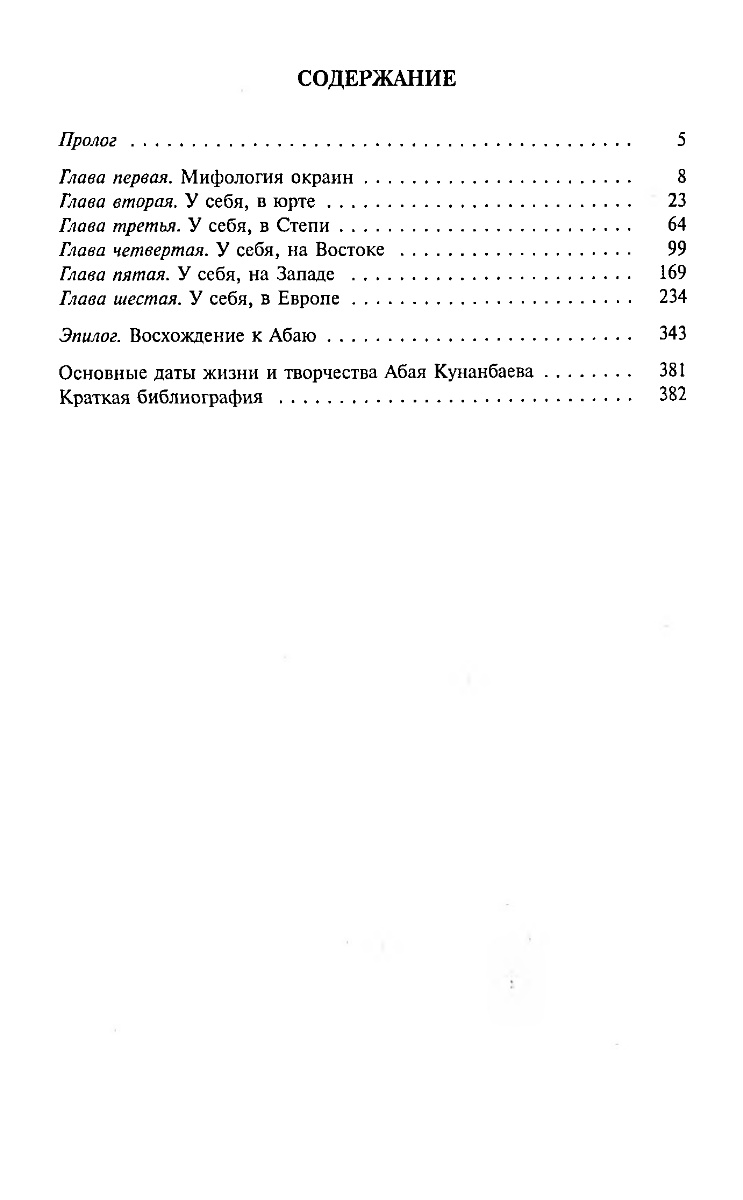 СОДЕРЖАНИЕ
Пролог . . . . . . . . . . . . . . . . . . . . . . . . . . . . . . . . . . . . . . . . . 5
Глава первая. Мифология окраин . . . . . . . . . . . . . . . . . . . . . . 8
Глава вторая. У себя, в юрте . . . . . . . . . . . . . . . . . . . . . . . . . 23
Глава третья. У себя, в Степи . . . . . . . . . . . . . . . . . . . . . . . . 64
Глава четвертая. У себя, на Востоке . . . . . . . . . . . . . . . . . . . 99
Глава пятая. У себя, на Западе . . . . . . . . . . . . . . . . . . . . . . . 169
Глава шестая. У себя, в Европе . . . . . . . . . . . . . . . . . . . . . . . 234
Эпилог. Восхождение к Абаю . . . . . . . . . . . . . . . . . . . . . . . . . 343
Основные даты жизни и творчества Абая Кунанбаева . . . . . . . . 381
Краткая библиография . . . . . . . . . . . . . . . . . . . . . . . . . . . . . 382